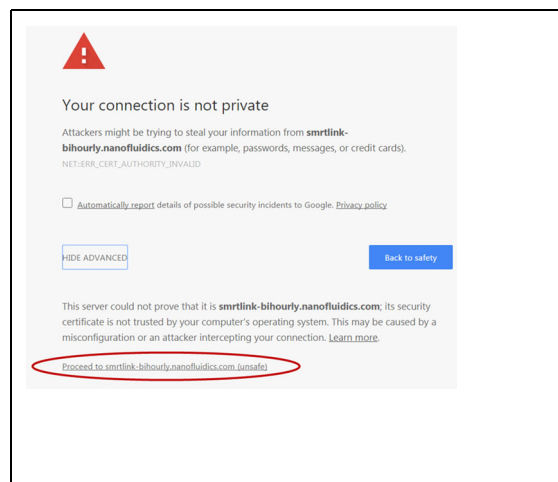 Your connection is not private
Attackers might be trying to steal your information from smrtlink-
bihourly.nanofluidics.com (for example, passwords, messages, or credit cards).
NET::ERR_CERT_AUTHORITY_INVALID
Automatically report details of possible security incidents to Google. Privacy policy
HIDE ADVANCED
Back to safety
This server could not prove that it is smrtlink-bihourly.nanofluidics.com; its security
certificate is not trusted by your computer's operating system. This may be caused by a
misconfiguration or an attacker intercepting your connection. Learn more.
Proceed to smrtlink-bihourly.nanofluidics.com (unsafe)